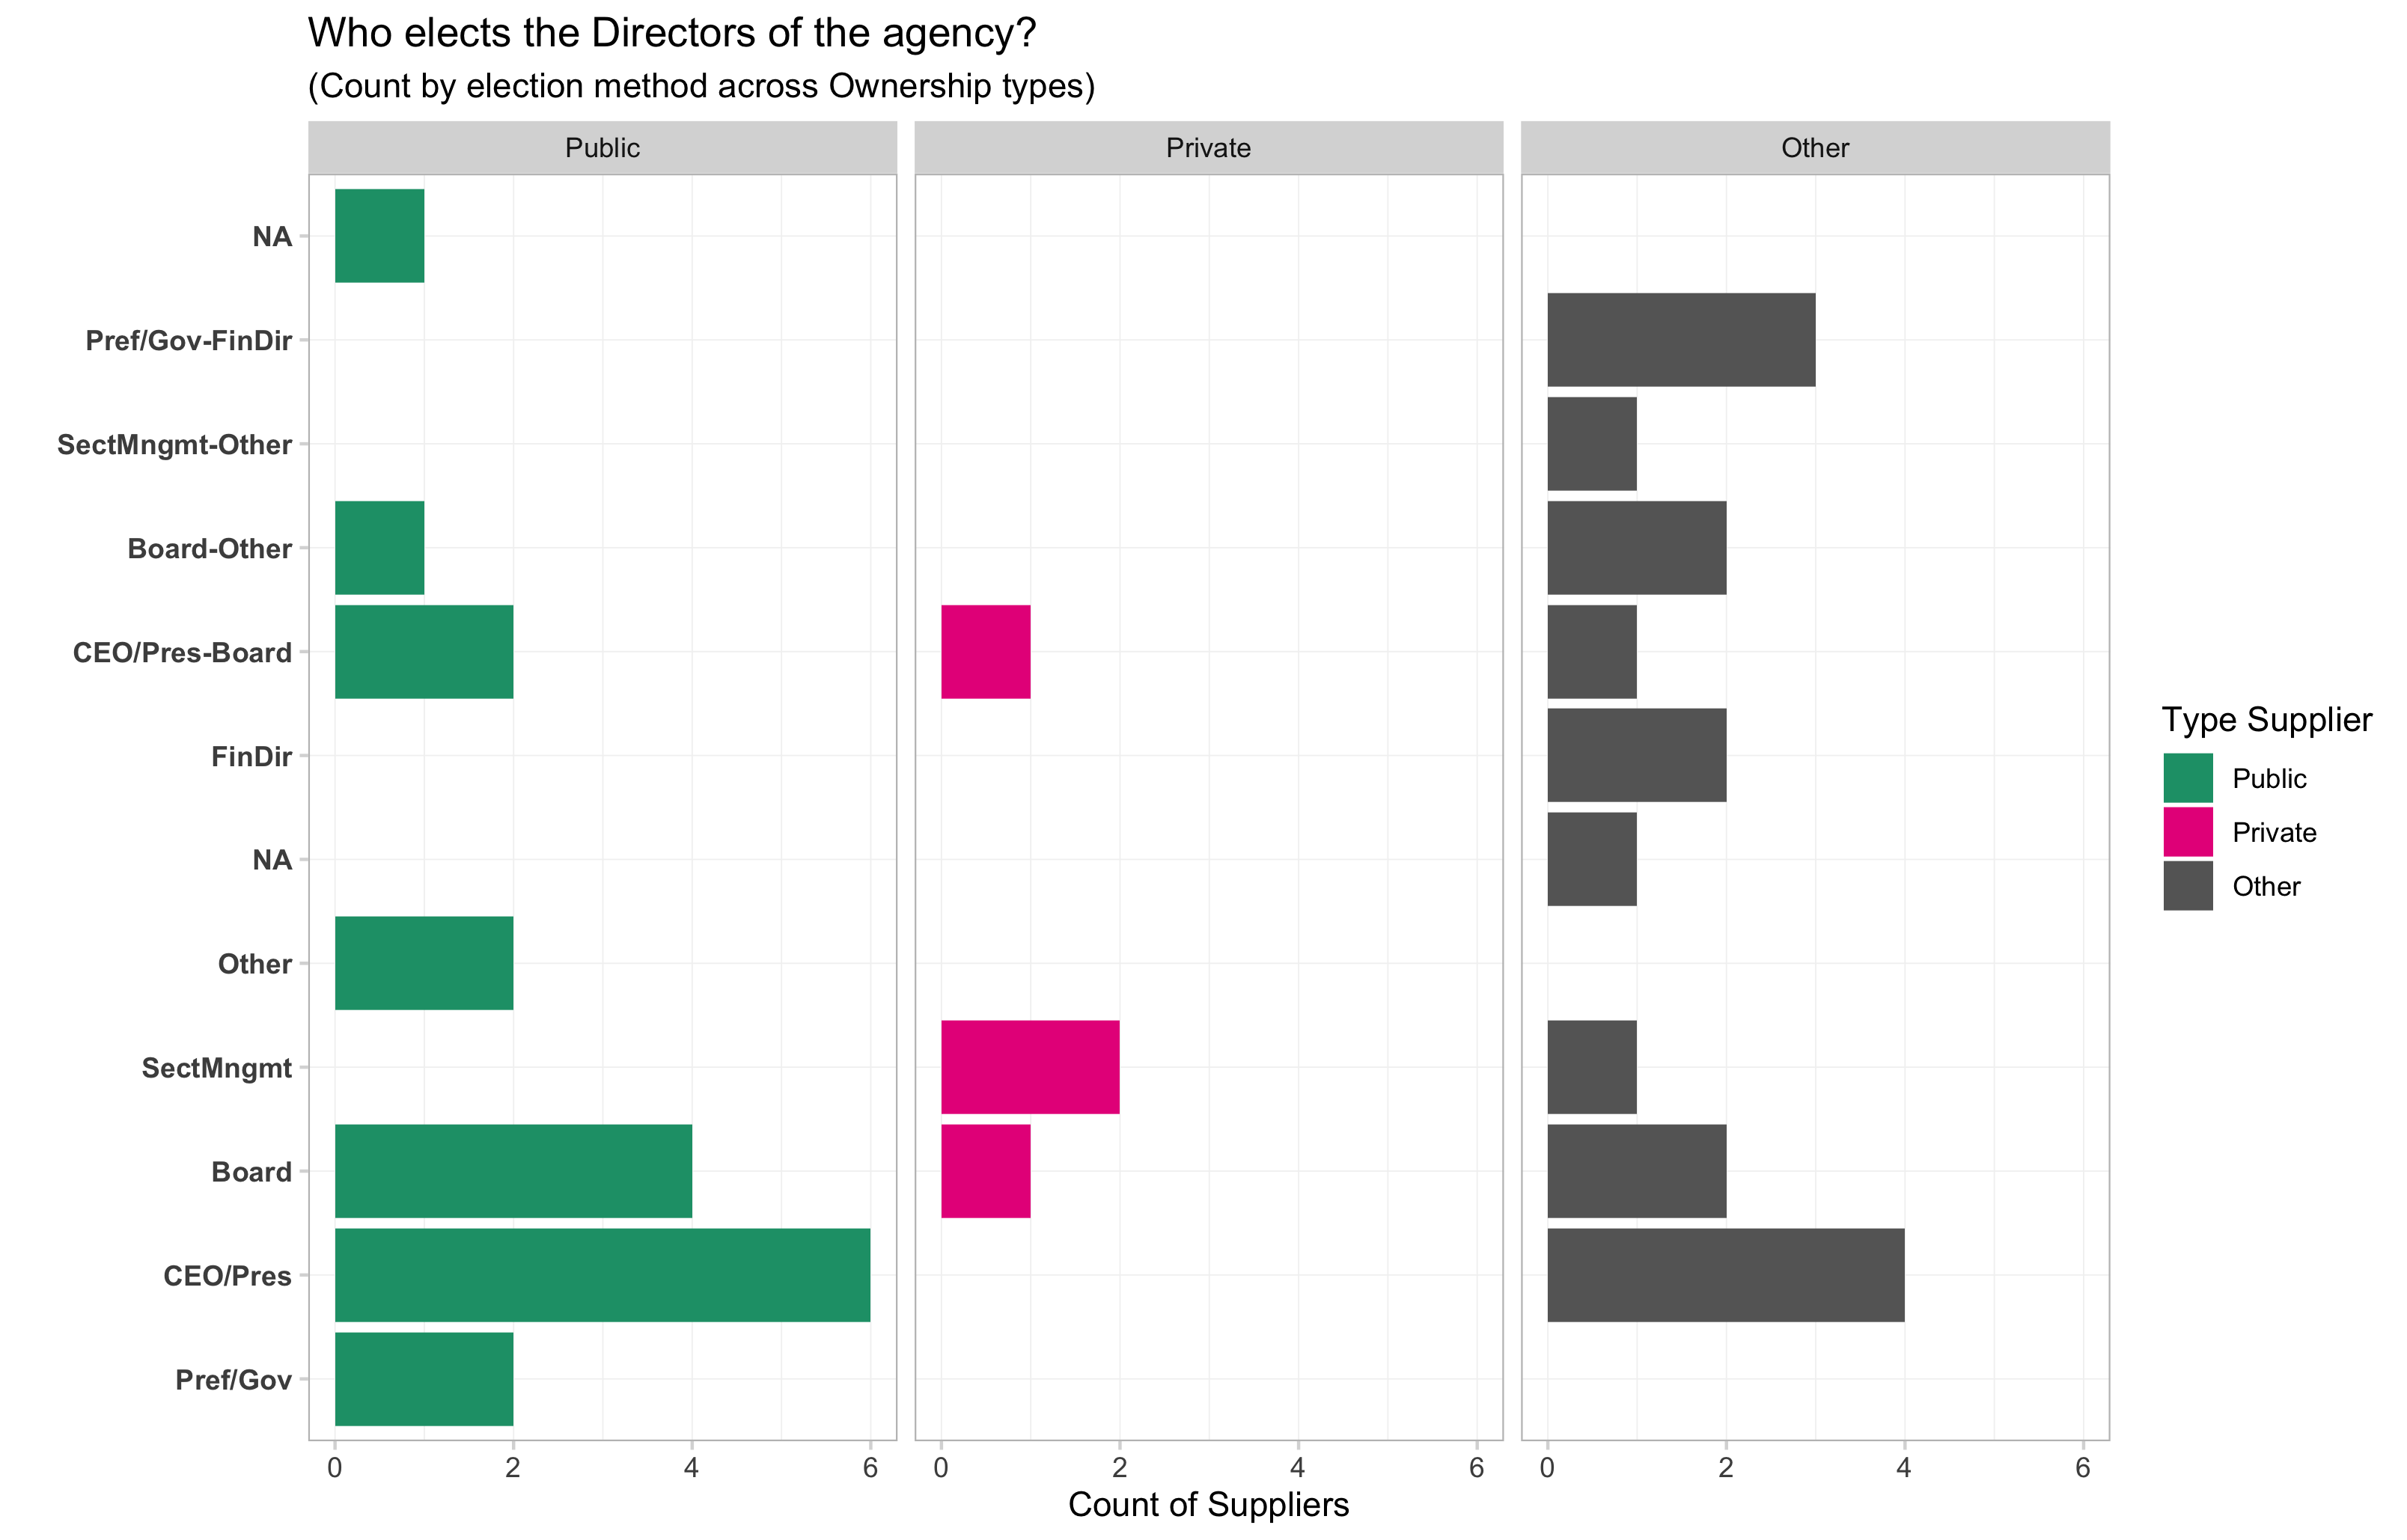 Who elects the Directors of the agency?
(Count by election method across Ownership types)
Public
Private
Other
NA
Pref/Gov-FinDir
SectMngmt-Other
Board-Other
CEO/Pres-Board
FinDir
NA
Other
SectMngmt
Board
CEO/Pres
Pref/Gov
0 2 4 6
0 2 4 6
0 2 4 6
Count of Suppliers
Type Supplier
Public
Private
Other